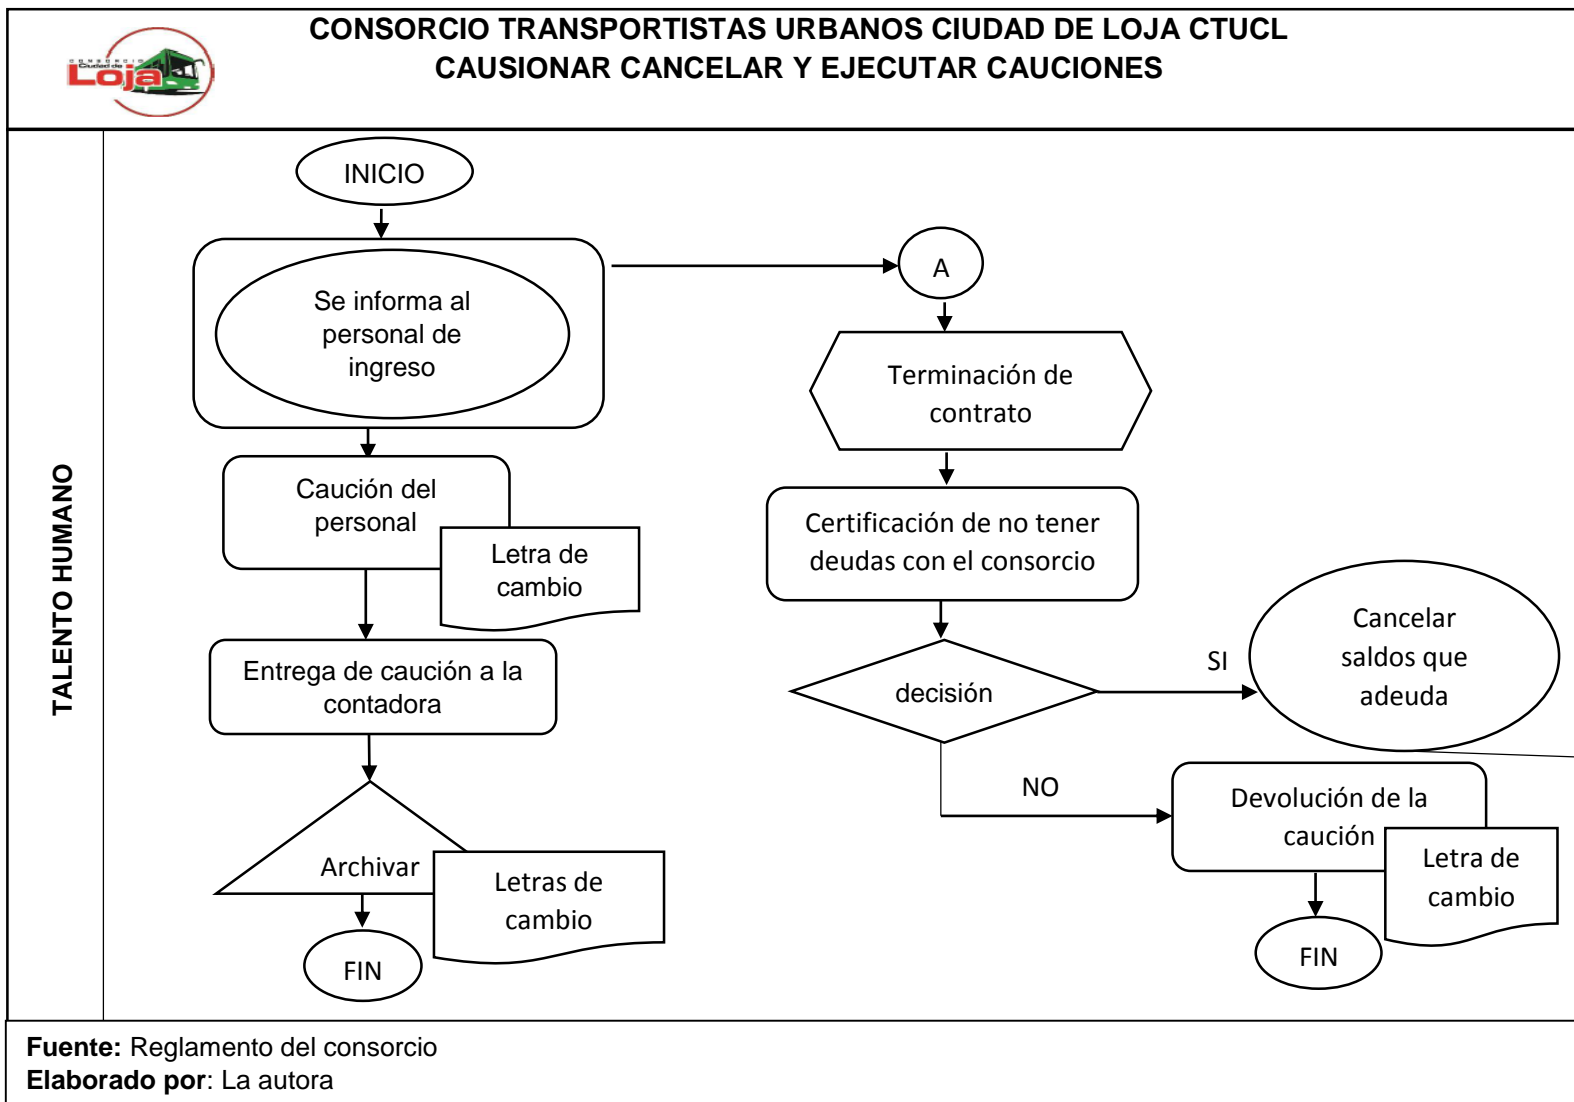 CONSORCIO TRANSPORTISTAS URBANOS CIUDAD DE LOJA CTUCL
CAUSIONAR CANCELAR Y EJECUTAR CAUCIONES
CONSORCIO
Ciudad de
Loja
TALENTO HUMANO
INICIO
Se informa al
personal de
ingreso
Caución del
personal
Letra de
cambio
Entrega de caución a la
contadora
Archivar
Letras de
cambio
FIN
A
Terminación de
contrato
Certificación de no tener
deudas con el consorcio
decisión
SI
Cancelar
saldos que
adeuda
NO
Devolución de la
caución
Letra de
cambio
FIN
Fuente: Reglamento del consorcio
Elaborado por: La autora